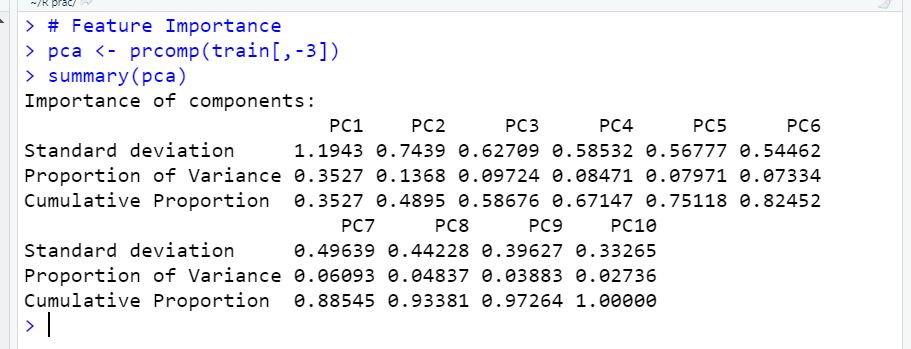 ~/R prac/
> # Feature Importance
> pca <- prcomp(train[,-3])
> summary(pca)
Importance of components:
PC1 PC2 PC3 PC4 PC5 PC6
Standard deviation 1.1943 0.7439 0.62709 0.58532 0.56777 0.54462
Proportion of Variance 0.3527 0.1368 0.09724 0.08471 0.07971 0.07334
Cumulative Proportion 0.3527 0.4895 0.58676 0.67147 0.75118 0.82452
PC7 PC8 PC9 PC10
Standard deviation 0.49639 0.44228 0.39627 0.33265
Proportion of Variance 0.06093 0.04837 0.03883 0.02736
Cumulative Proportion 0.88545 0.93381 0.97264 1.00000
>